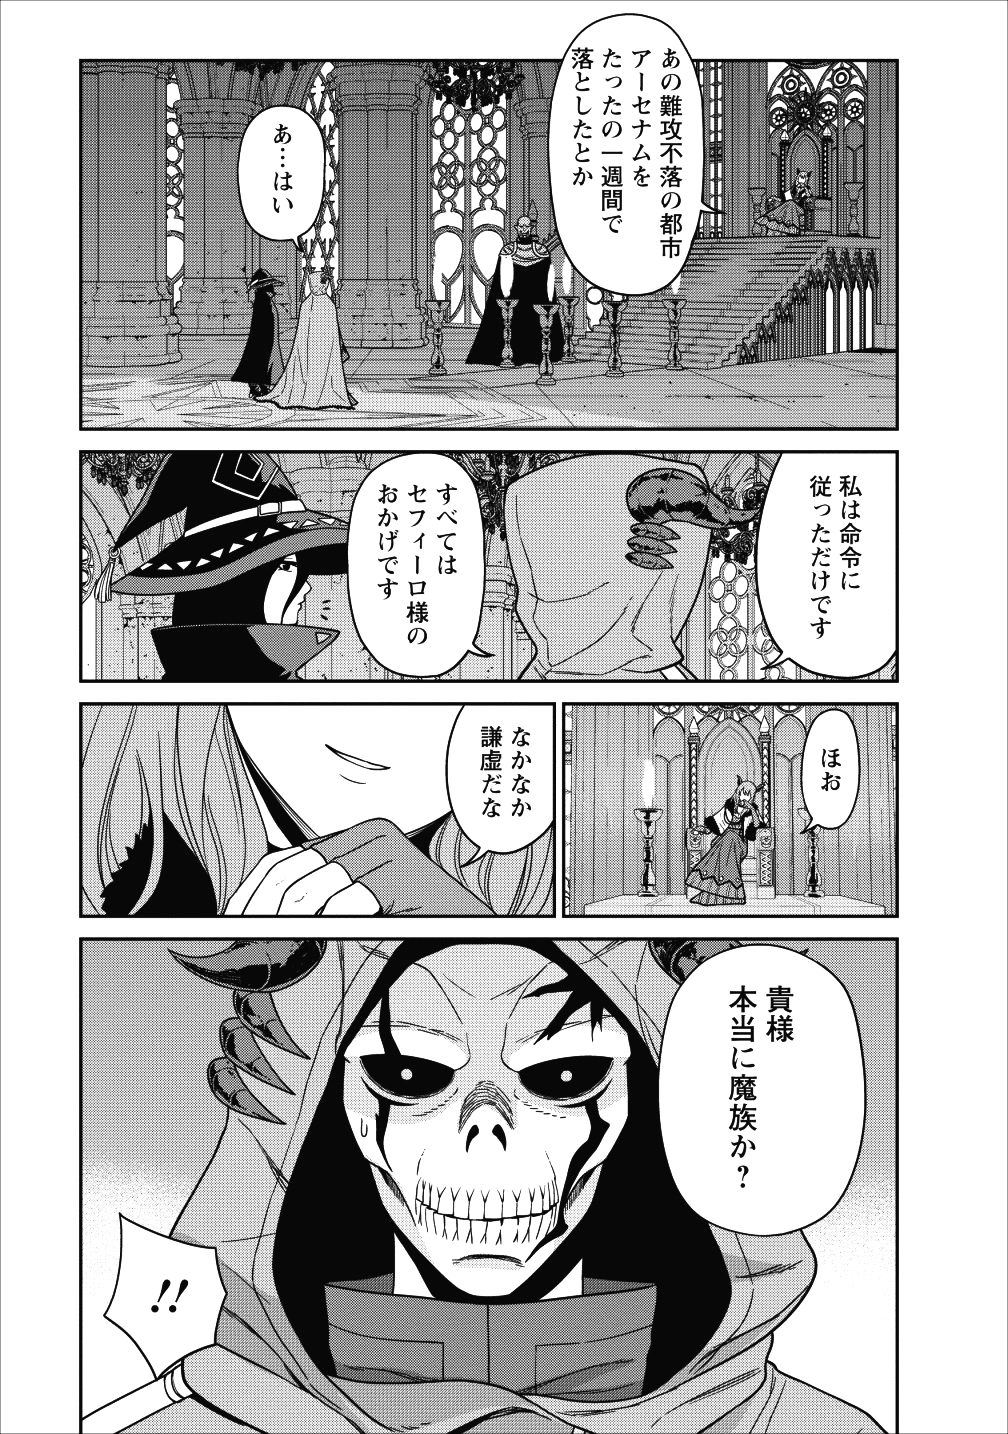 あの難攻不落の都市
アーセナムを
たったの一週間で
落としたとか
あ…はい
私は命令に
従っただけです
すべては
セフィーロ様の
おかげです
ほお
なかなか
謙虚だな
貴様
本当に魔族か?
!!